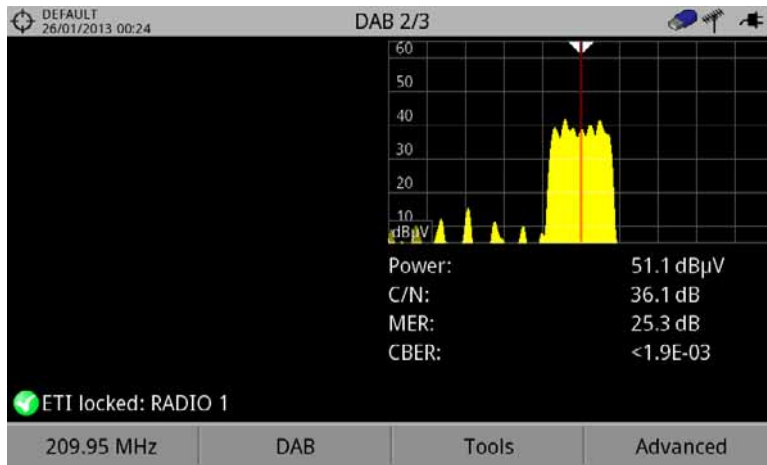 DEFAULT
26/01/2013 00:24
DAB 2/3
60
50
40
30
20
10
dBµV
Power: 51.1 dBµV
C/N: 36.1 dB
MER: 25.3 dB
CBER: <1.9E-03
ETI locked: RADIO 1
209.95 MHz DAB Tools Advanced